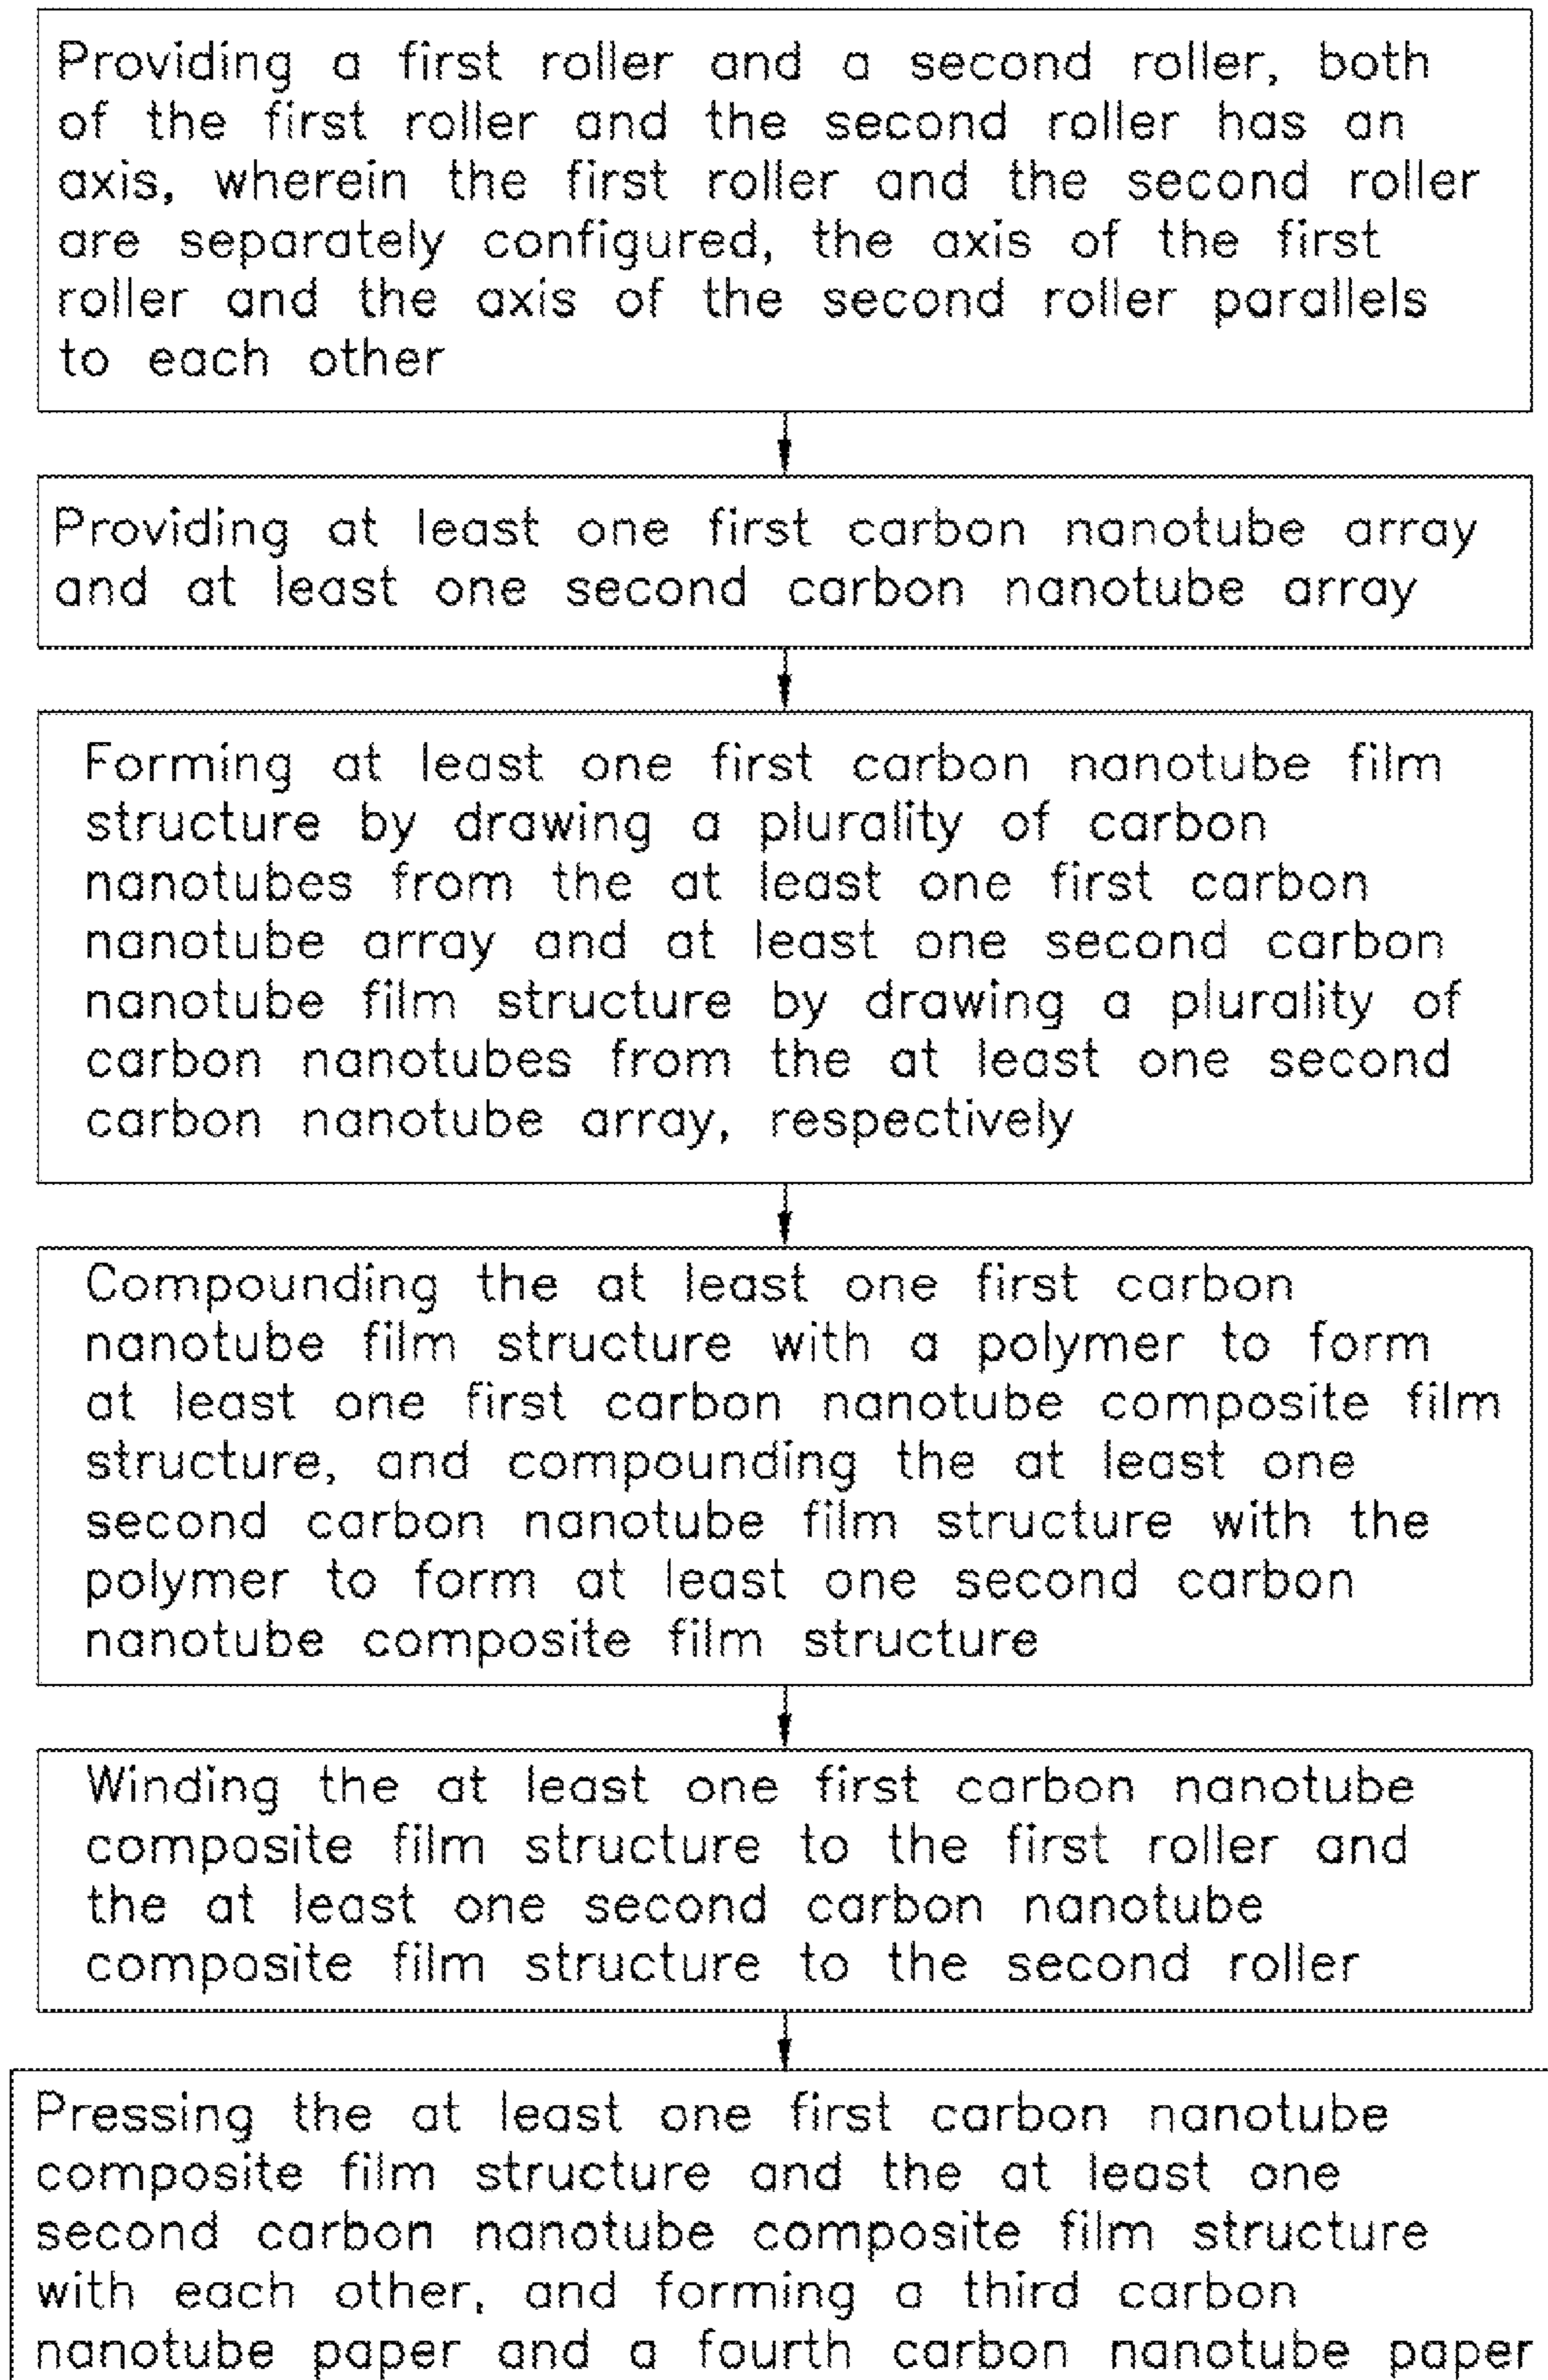 Providing a first roller and a second roller, both
of the first roller and the second roller has an
axis, wherein the first roller and the second roller
are separately configured, the axis of the first
roller and the axis of the second roller parallels
to each other
Providing at least one first carbon nanotube array
and at least one second carbon nanotube array
Forming at least one first carbon nanotube film
structure by drawing a plurality of carbon
nanotubes from the at least one first carbon
nanotube array and at least one second carbon
nanotube film structure by drawing a plurality of
carbon nanotubes from the at least one second
carbon nanotube array, respectively
Compounding the at least one first carbon
nanotube film structure with a polymer to form
at least one first carbon nanotube composite film
structure, and compounding the at least one
second carbon nanotube film structure with the
polymer to form at least one second carbon
nanotube composite film structure
Winding the at least one first carbon nanotube
composite film structure to the first roller and
the at least one second carbon nanotube
composite film structure to the second roller
Pressing the at least one first carbon nanotube
composite film structure and the at least one
second carbon nanotube composite film structure
with each other, and forming a third carbon
nanotube paper and a fourth carbon nanotube paper